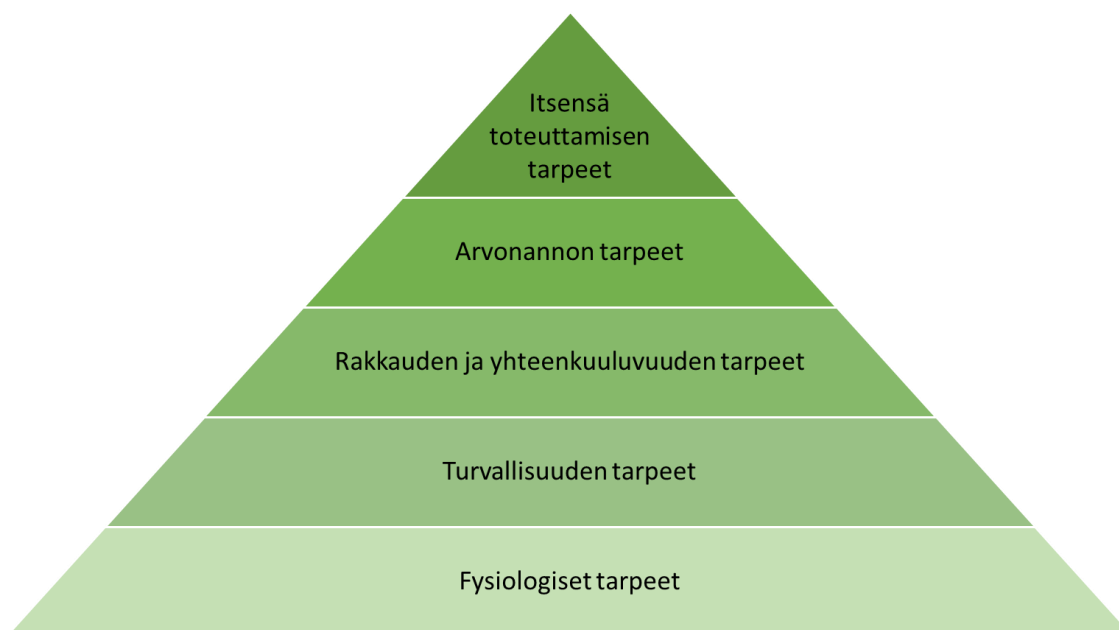 Itsensä
toteuttamisen
tarpeet
Arvonannon tarpeet
Rakkauden ja yhteenkuuluvuuden tarpeet
Turvallisuuden tarpeet
Fysiologiset tarpeet